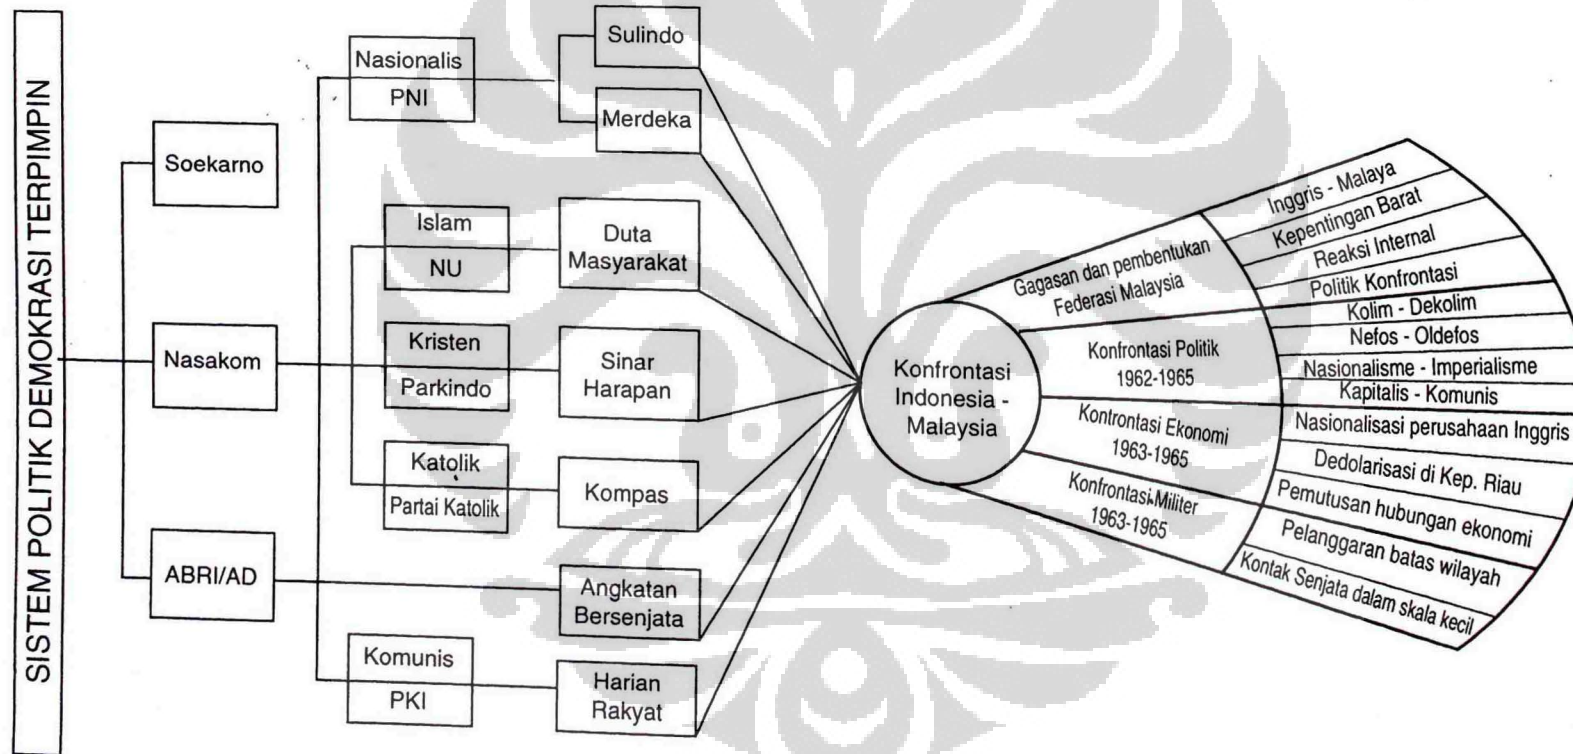 SISTEM POLITIK DEMOKRASI TERPIMPIN
Soekarno
Nasakom
ABRI/AD
Nasionalis
PNI
Islam
NU
Kristen
Parkindo
Katolik
Partai Katolik
Komunis
PKI
Sulindo
Merdeka
Duta
Masyarakat
Sinar
Harapan
Kompas
Angkatan
Bersenjata
Harian
Rakyat
Konfrontasi
Indonesia -
Malaysia
Gagasan dan pembentukan
Federasi Malaysia
Konfrontasi Politik
1962-1965
Kontrontasi Ekonomi
1963-1965
Konfrontasi Militer
1963-1965
Inggris - Malaya
Kepentingan Barat
Reaksi Internal
Politik Konfrontasi
Kolim - Dekolim
Nefos - Oldefos
Nasionalisme - Imperialisme
Kapitalis - Komunis
Nasionalisasi perusahaan Inggris
Dedolarisasi di Kep. Riau
Pemutusan hubungan ekonomi
Pelanggaran batas wilayah
Kontak Senjata dalam skala kecil